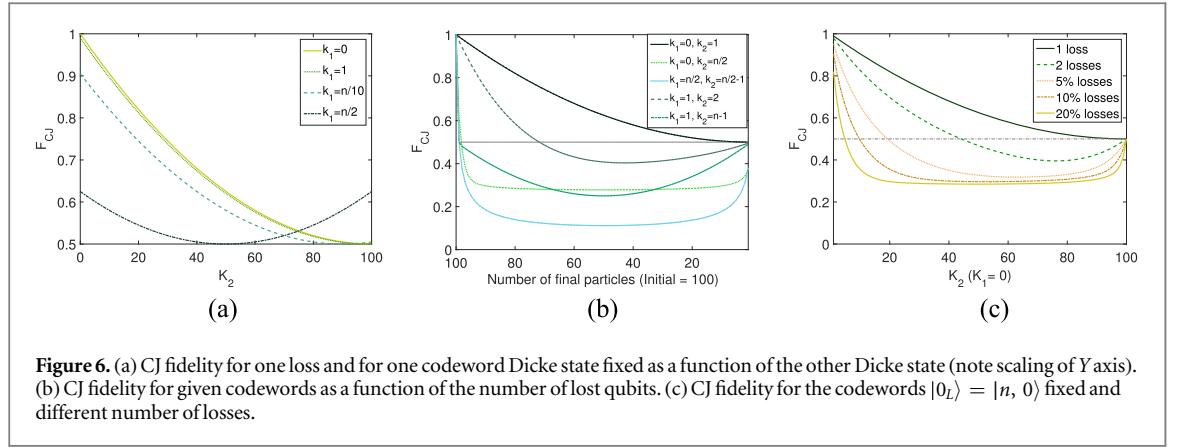 1
0.9
0.8
0.7
0.6
0.5
F_CJ
0 20 40 60 80 100
K_2
k_1=0
k_1=1
k_1=n/10
k_1=n/2
(a)
1
0.8
0.6
0.4
0.2
0
F_CJ
100 80 60 40 20
Number of final particles (Initial = 100)
k_1=0, k_2=1
k_1=0, k_2=n/2
k_1=n/2, k_2=n/2-1
k_1=1, k_2=2
k_1=1, k_2=n-1
(b)
1
0.8
0.6
0.4
0.2
0
F_CJ
20 40 60 80 100
K_2 (K_1= 0)
1 loss
2 losses
5% losses
10% losses
20% losses
(c)
Figure 6. (a) CJ fidelity for one loss and for one codeword Dicke state fixed as a function of the other Dicke state (note scaling of Y axis).
(b) CJ fidelity for given codewords as a function of the number of lost qubits. (c) CJ fidelity for the codewords |0_L⟩ = |n, 0⟩ fixed and
different number of losses.